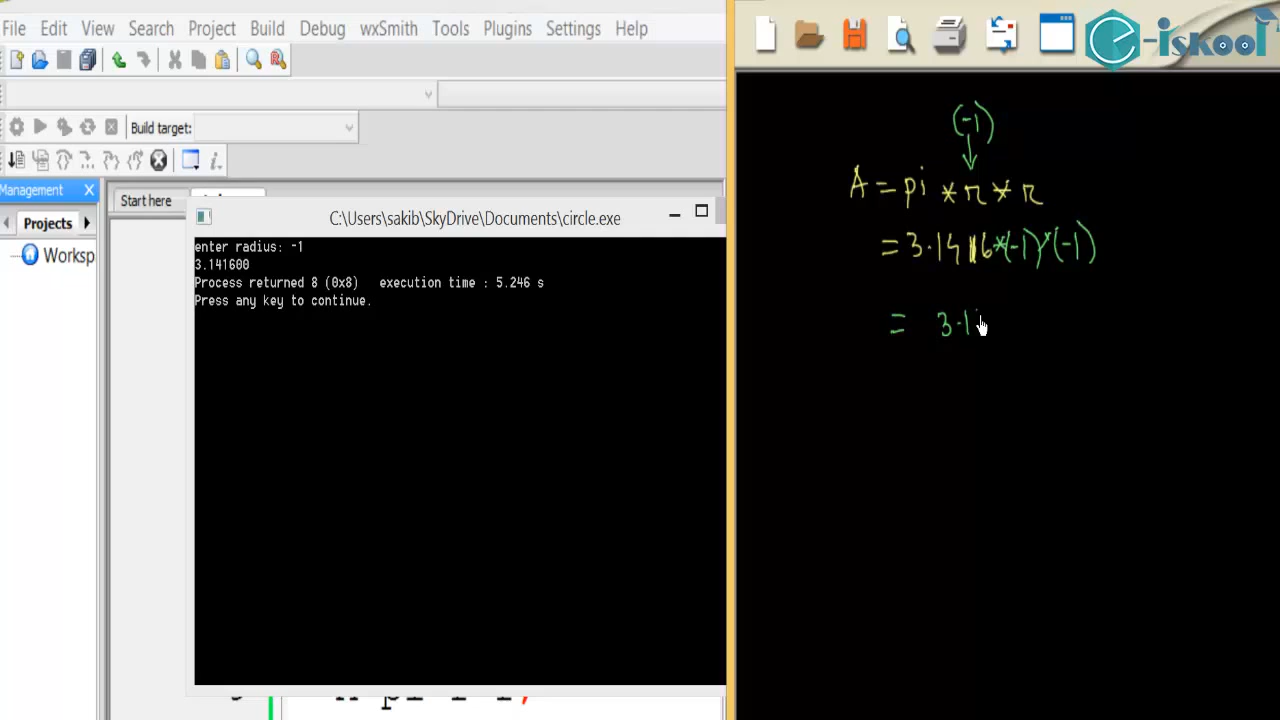 File Edit View Search Project Build Debug wxSmith Tools Plugins Settings Help
e-iskool
Build target:
Management
Start here
Projects
Worksp
C:\Users\sakib\SkyDrive\Documents\circle.exe
enter radius: -1
3.141600
Process returned 8 (0x8) execution time : 5.246 s
Press any key to continue.
(-1)
A = pi * r * r
= 3.1416*(-1)*(-1)
= 3.1